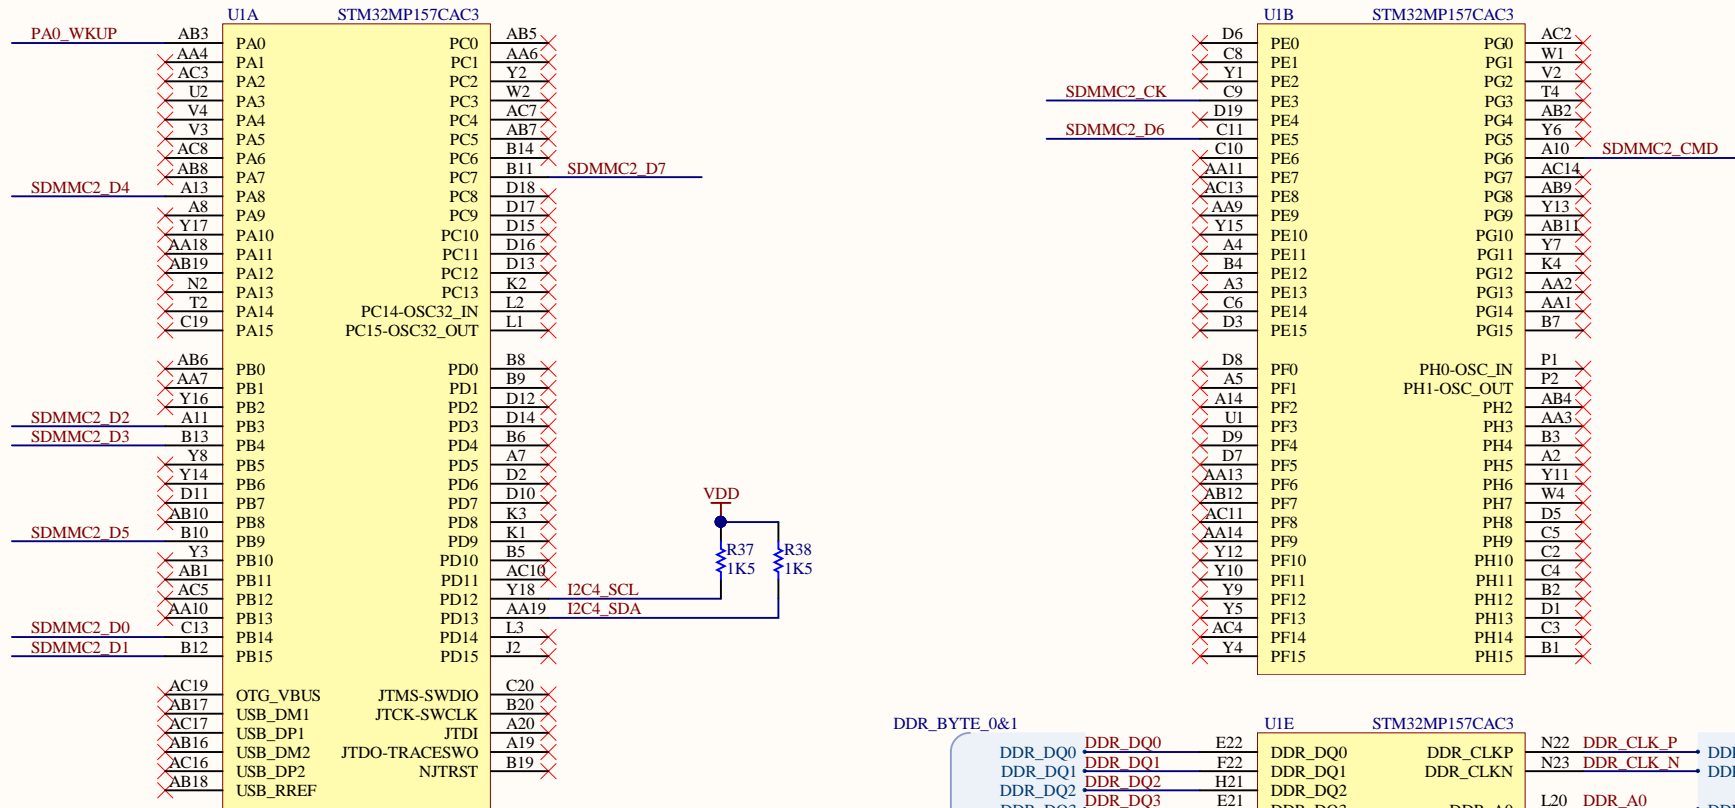 U1A STM32MP157CAC3
PA0_WKUP AB3 PA0 PC0 AB5
AA4 PA1 PC1 AA6
AC3 PA2 PC2 Y2
U2 PA3 PC3 W2
V4 PA4 PC4 AC7
V3 PA5 PC5 AB7
AC8 PA6 PC6 B14
AB8 PA7 PC7 B11 SDMMC2_D7
SDMMC2_D4 A13 PA8 PC8 D18
A8 PA9 PC9 D17
Y17 PA10 PC10 D15
AA18 PA11 PC11 D16
AB19 PA12 PC12 D13
N2 PA13 PC13 K2
T2 PA14 PC14-OSC32_IN L2
C19 PA15 PC15-OSC32_OUT L1
AB6 PB0 PD0 B8
AA7 PB1 PD1 B9
Y16 PB2 PD2 D12
SDMMC2_D2 A11 PB3 PD3 D14
SDMMC2_D3 B13 PB4 PD4 B6
Y8 PB5 PD5 A7
Y14 PB6 PD6 D2
D11 PB7 PD7 D10
AB10 PB8 PD8 K3
SDMMC2_D5 B10 PB9 PD9 K1
Y3 PB10 PD10 B5
AB1 PB11 PD11 AC10
AC5 PB12 PD12 Y18 I2C4_SCL
AA10 PB13 PD13 AA19 I2C4_SDA
SDMMC2_D0 C13 PB14 PD14 L3
SDMMC2_D1 B12 PB15 PD15 J2
VDD
R37 R38
1K5 1K5
AC19 OTG_VBUS JTMS-SWDIO C20
AB17 USB_DM1 JTCK-SWCLK B20
AC17 USB_DP1 JTDI A20
AB16 USB_DM2 JTDO-TRACESWO A19
AC16 USB_DP2 NJTRST B19
AB18 USB_RREF
U1B STM32MP157CAC3
D6 PE0 PG0 AC2
C8 PE1 PG1 W1
Y1 PE2 PG2 V2
SDMMC2_CK C9 PE3 PG3 T4
D19 PE4 PG4 AB2
SDMMC2_D6 C11 PE5 PG5 Y6
C10 PE6 PG6 A10 SDMMC2_CMD
AA11 PE7 PG7 AC14
AC13 PE8 PG8 AB9
AA9 PE9 PG9 Y13
Y15 PE10 PG10 AB11
A4 PE11 PG11 Y7
B4 PE12 PG12 K4
A3 PE13 PG13 AA2
C6 PE14 PG14 AA1
D3 PE15 PG15 B7
D8 PF0 PH0-OSC_IN P1
A5 PF1 PH1-OSC_OUT P2
A14 PF2 PH2 AB4
U1 PF3 PH3 AA3
D9 PF4 PH4 B3
D7 PF5 PH5 A2
AA13 PF6 PH6 Y11
AB12 PF7 PH7 W4
AC11 PF8 PH8 D5
AA14 PF9 PH9 C5
Y12 PF10 PH10 C2
Y10 PF11 PH11 C4
Y9 PF12 PH12 B2
Y5 PF13 PH13 D1
AC4 PF14 PH14 C3
Y4 PF15 PH15 B1
DDR_BYTE_0&1 U1E STM32MP157CAC3
DDR_DQ0 DDR_DQ0 E22 DDR_DQ0 DDR_CLKP N22 DDR_CLK_P
DDR_DQ1 DDR_DQ1 F22 DDR_DQ1 DDR_CLKN N23 DDR_CLK_N
DDR_DQ2 DDR_DQ2 H21 DDR_DQ2
DDR_DQ3 E21 L20 DDR_A0